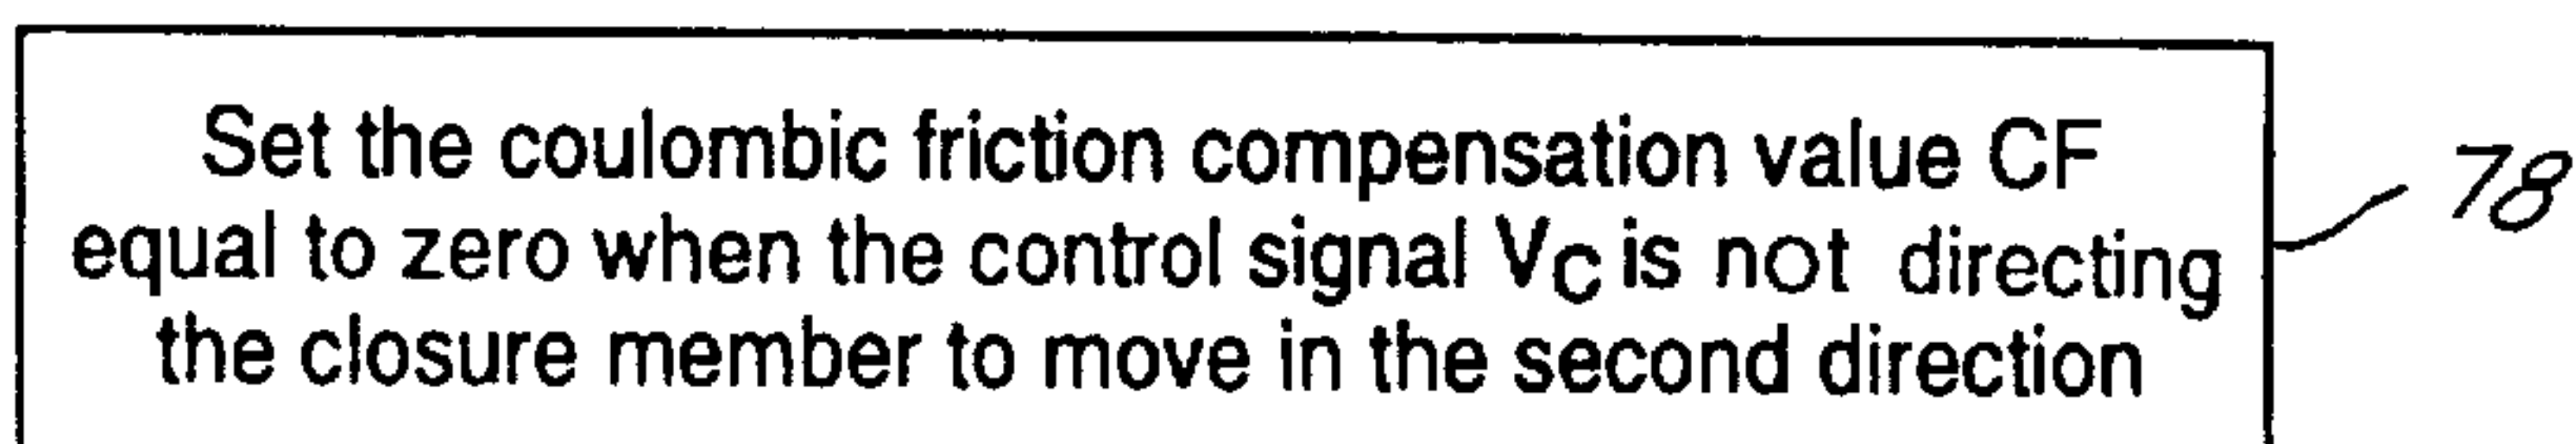 Set the coulombic friction compensation value CF
equal to zero when the control signal VC is not directing
the closure member to move in the second direction
78